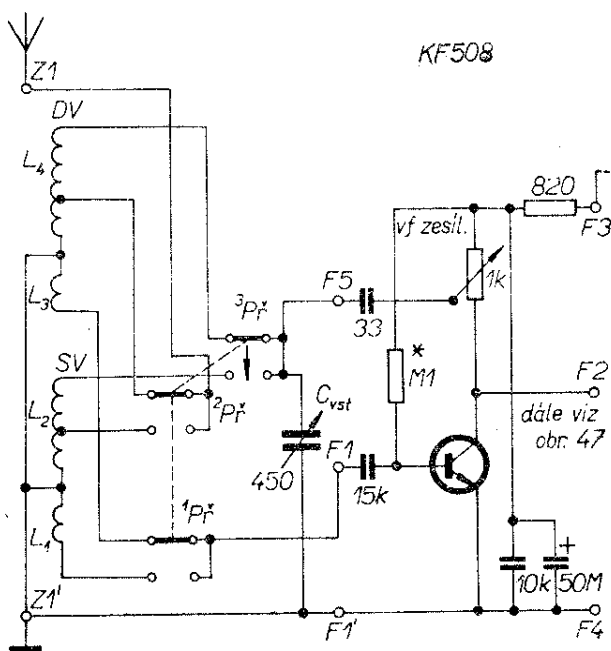 KF508
Z1
DV
L4
820
F3
vf zesil.
1k
F5
33
3Př
L3
* M1
SV
F2
L2
2Př
Cvst
450
F1
15k
dále viz
obr. 47
1Př
L1
+
10k
50M
Z1'
F1'
F4